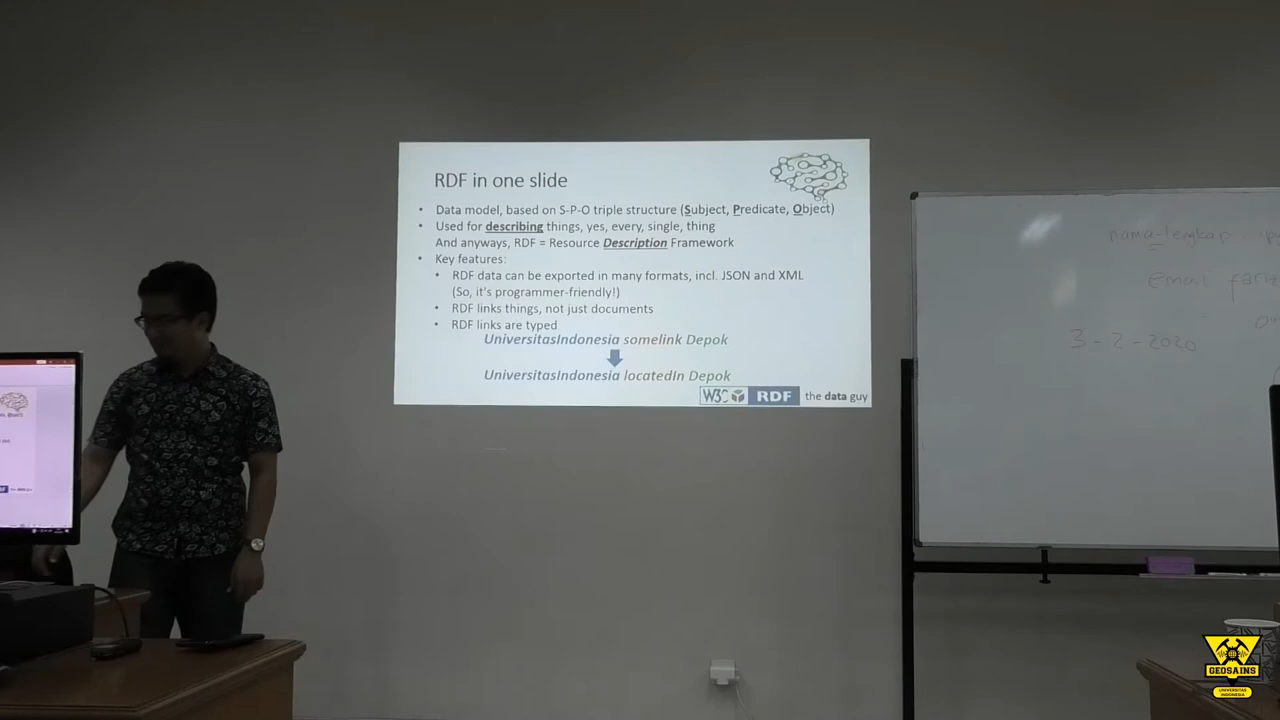 RDF in one slide
• Data model, based on S-P-O triple structure (Subject, Predicate, Object)
• Used for describing things, yes, every, single, thing
And anyways, RDF = Resource Description Framework
• Key features:
• RDF data can be exported in many formats, incl. JSON and XML
(So, it's programmer-friendly!)
• RDF links things, not just documents
• RDF links are typed
UniversitasIndonesia somelink Depok
UniversitasIndonesia locatedIn Depok
W3C RDF the data guy
nama-lengkap
email fariz
3-2-2020
GEOSAINS
UNIVERSITAS
INDONESIA